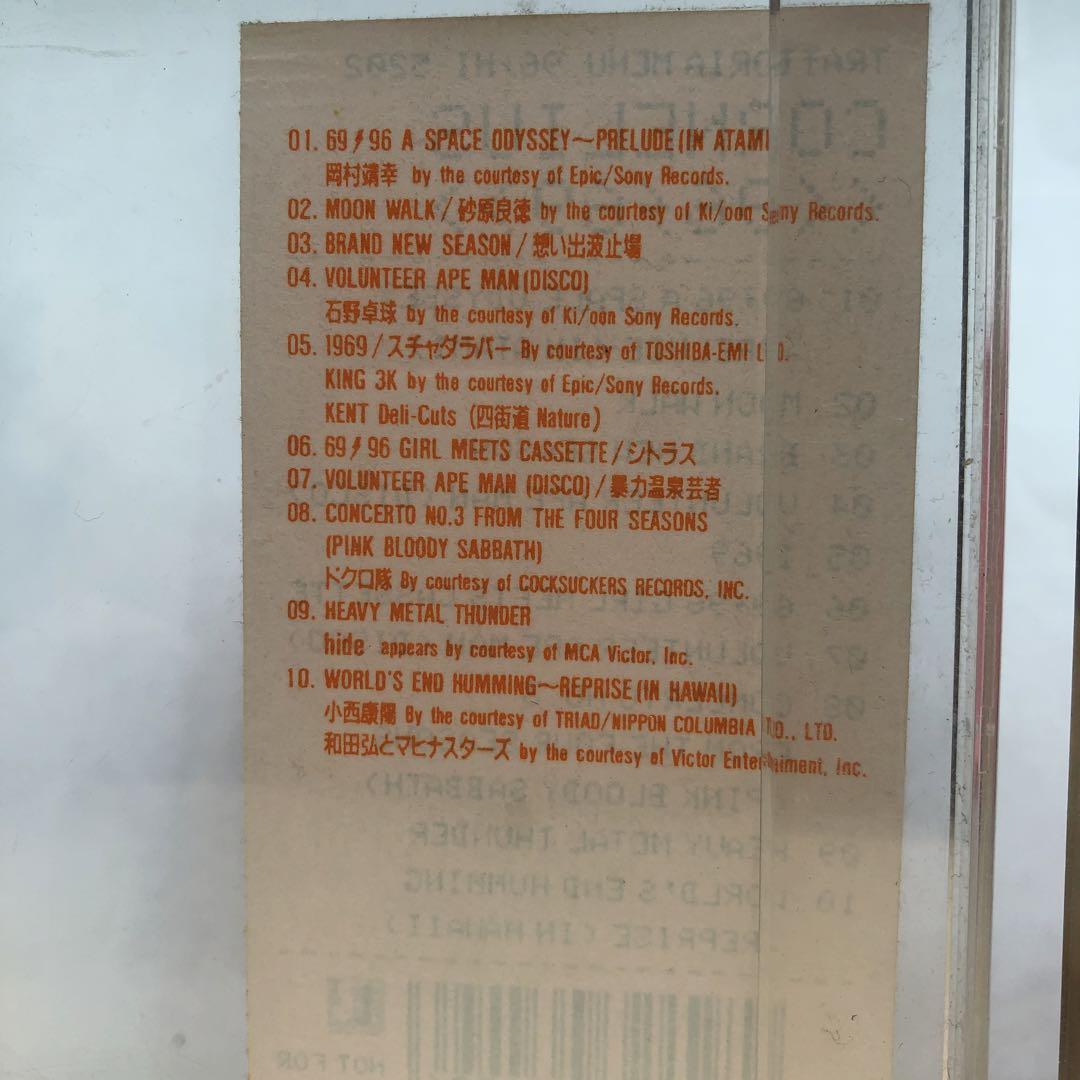 01. 69⚡96 A SPACE ODYSSEY～PRELUDE(IN ATAMI
岡村靖幸 by the courtesy of Epic/Sony Records.
02. MOON WALK/砂原良徳 by the courtesy of Ki/oon Sony Records.
03. BRAND NEW SEASON/想い出波止場
04. VOLUNTEER APE MAN(DISCO)
石野卓球 by the courtesy of Ki/oon Sony Records.
05. 1969/スチャダラパー By courtesy of TOSHIBA-EMI LTD.
KING 3K by the courtesy of Epic/Sony Records.
KENT Deli-Cuts (四街道 Nature)
06. 69⚡96 GIRL MEETS CASSETTE/シトラス
07. VOLUNTEER APE MAN (DISCO)/暴力温泉芸者
08. CONCERTO NO.3 FROM THE FOUR SEASONS
(PINK BLOODY SABBATH)
ドクロ隊 By courtesy of COCKSUCKERS RECORDS, INC.
09. HEAVY METAL THUNDER
hide appears by courtesy of MCA Victor, Inc.
10. WORLD'S END HUMMING～REPRISE(IN HAWAII)
小西康陽 By the courtesy of TRIAD/NIPPON COLUMBIA CO., LTD.
和田弘とマヒナスターズ by the courtesy of Victor Entertaiment, Inc.